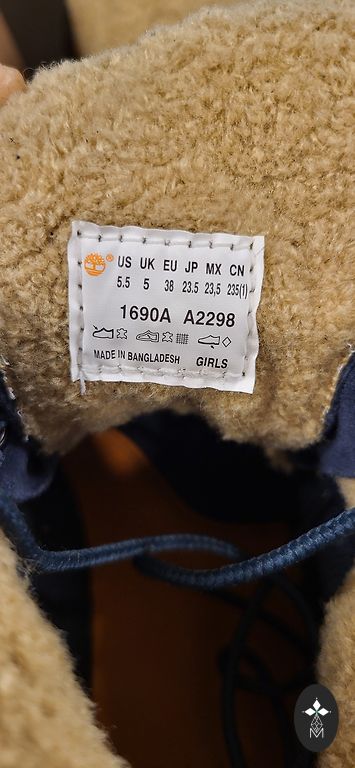 US UK EU JP MX CN
5.5 5 38 23.5 23,5 235(1)
1690A A2298
MADE IN BANGLADESH GIRLS
M